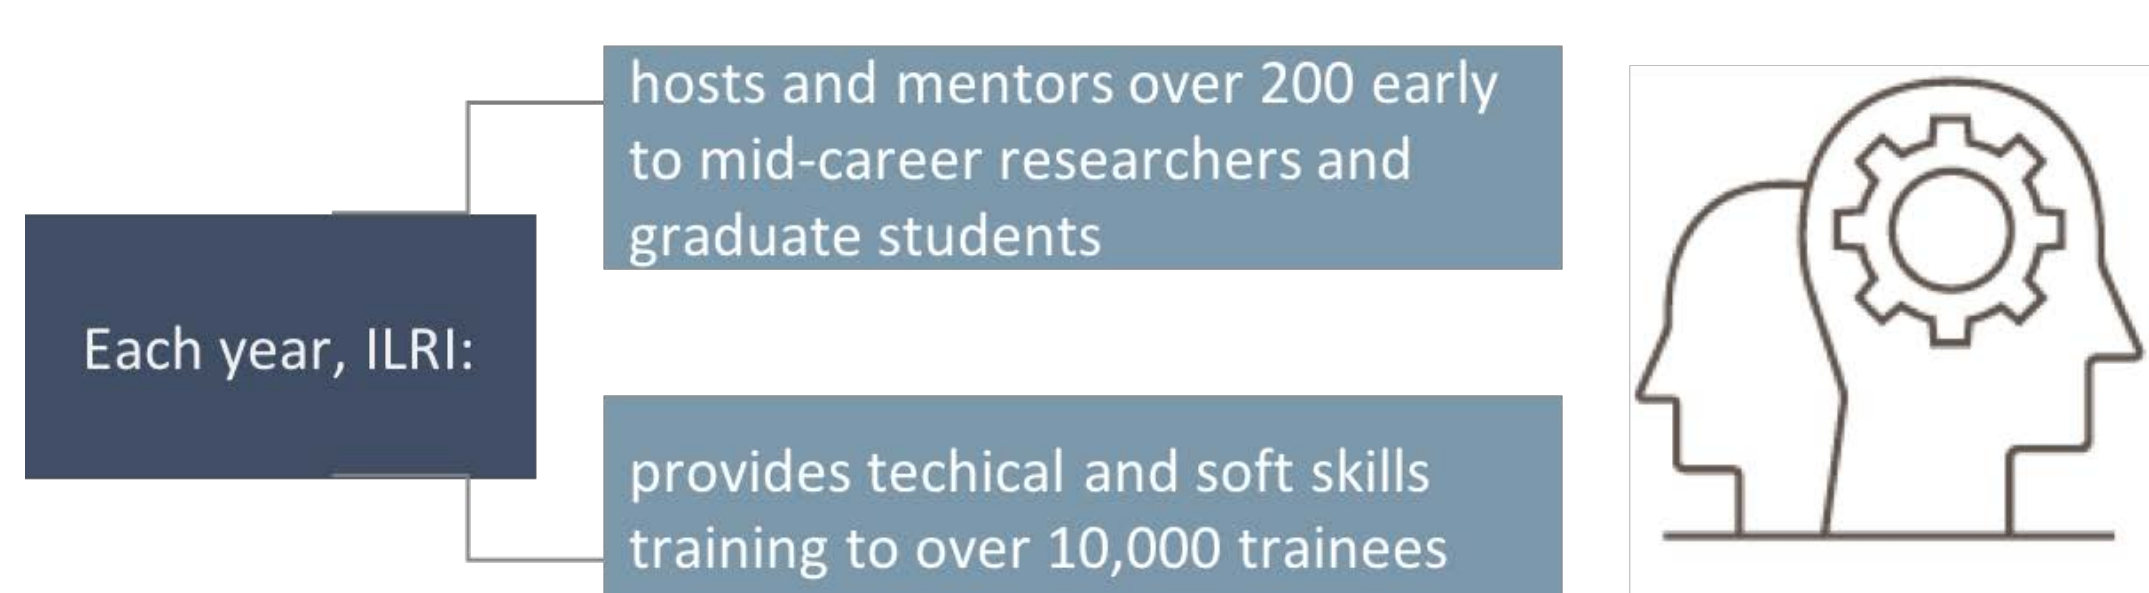 hosts and mentors over 200 early
to mid-career researchers and
graduate students
Each year, ILRI:
provides techical and soft skills
training to over 10,000 trainees